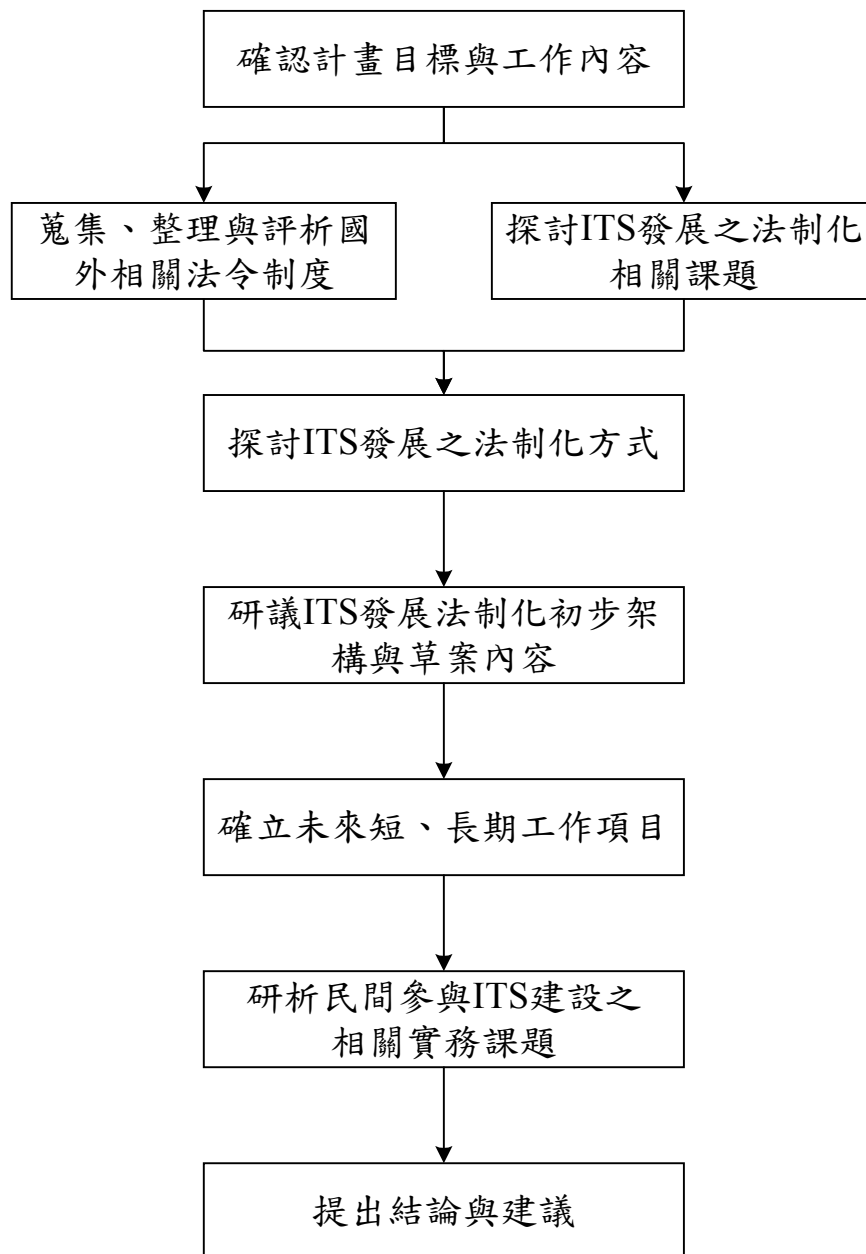 確認計畫目標與工作內容
蒐集、整理與評析國
外相關法令制度
探討ITS發展之法制化
相關課題
探討ITS發展之法制化方式
研議ITS發展法制化初步架
構與草案內容
確立未來短、長期工作項目
研析民間參與ITS建設之
相關實務課題
提出結論與建議